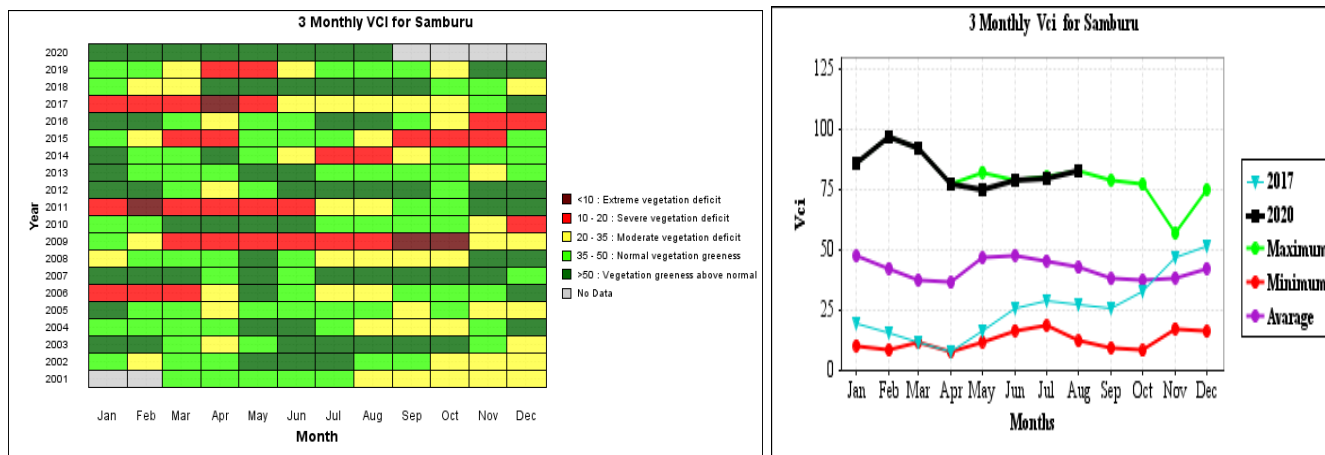 3 Monthly VCI for Samburu
Year
2020
2019
2018
2017
2016
2015
2014
2013
2012
2011
2010
2009
2008
2007
2006
2005
2004
2003
2002
2001
Jan Feb Mar Apr May Jun Jul Aug Sep Oct Nov Dec
Month
<10 : Extreme vegetation deficit
10 - 20 : Severe vegetation deficit
20 - 35 : Moderate vegetation deficit
35 - 50 : Normal vegetation greeness
>50 : Vegetation greeness above normal
No Data
3 Monthly Vci for Samburu
Vci
125
100
75
50
25
0
Jan Feb Mar Apr May Jun Jul Aug Sep Oct Nov Dec
Months
2017
2020
Maximum
Minimum
Avarage